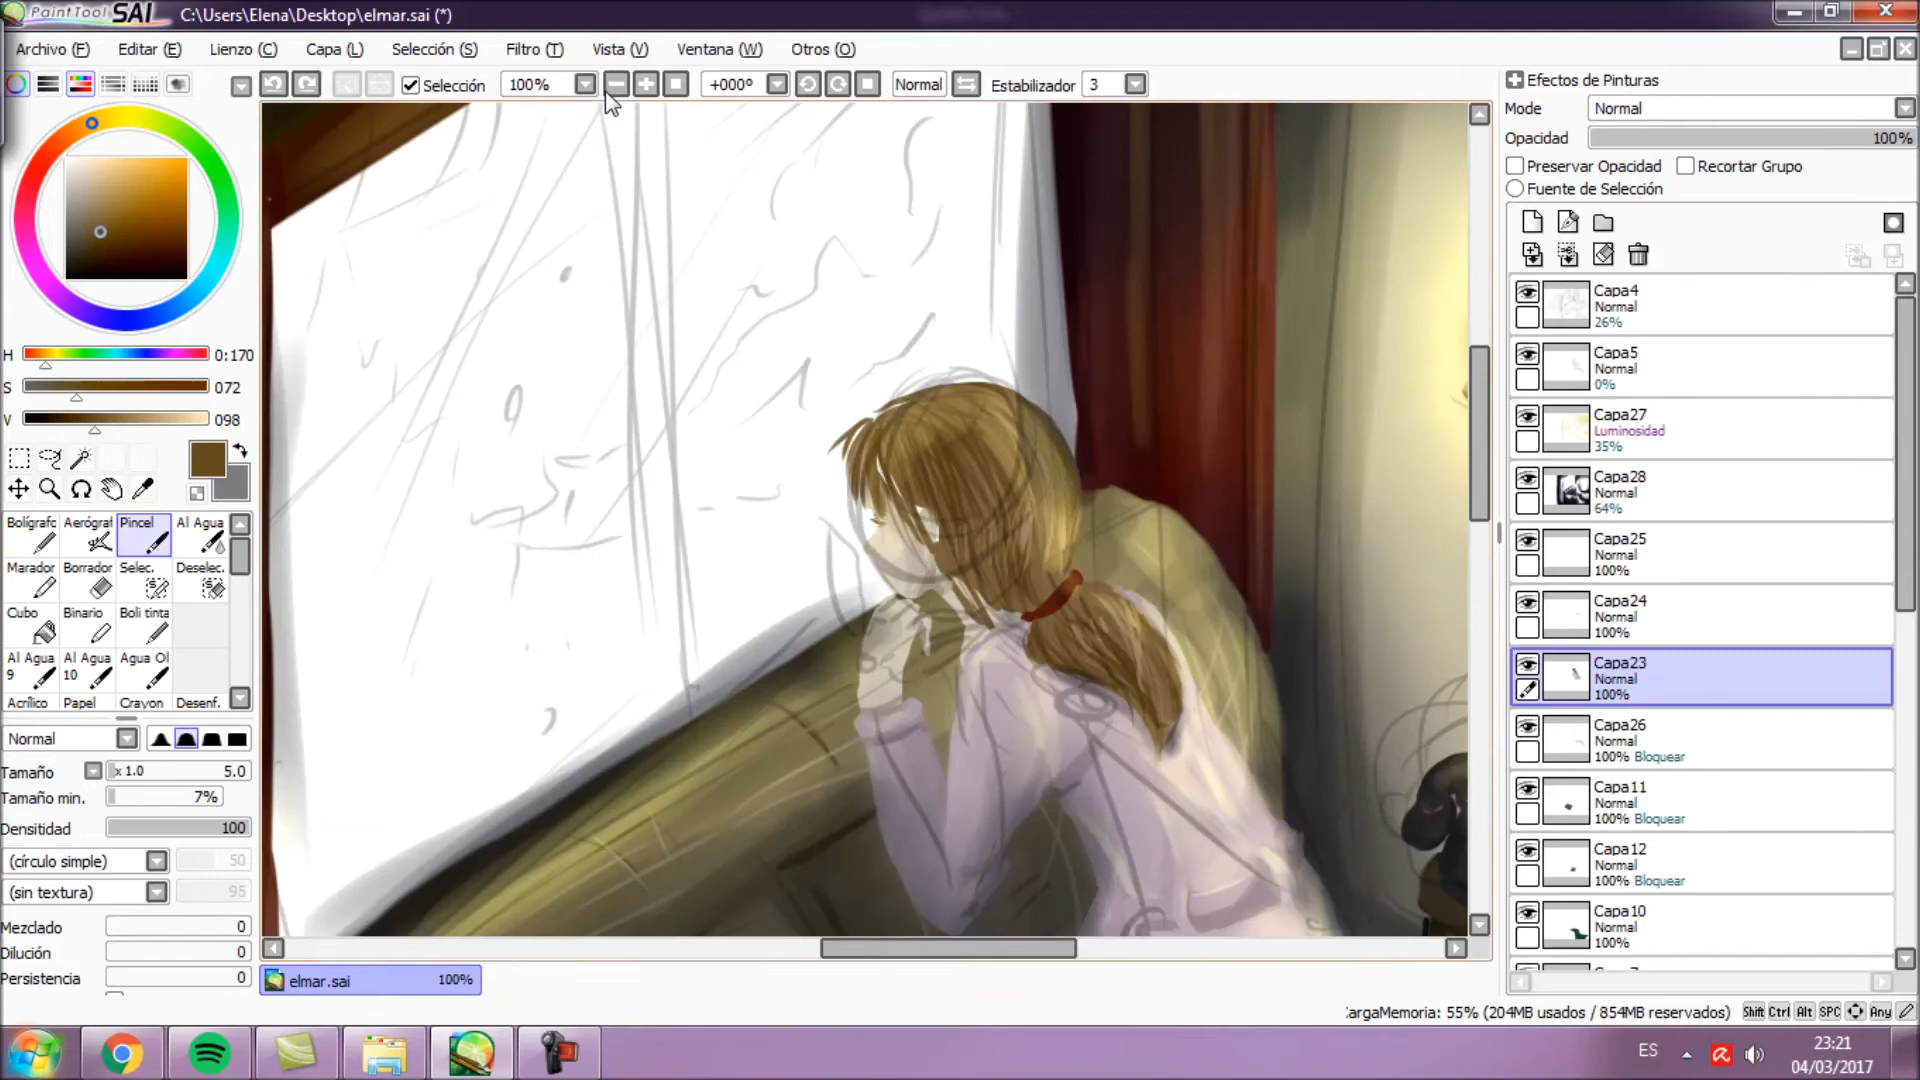 PaintTool SAI C:\Users\Elena\Desktop\elmar.sai (*)
Archivo (F) Editar (E) Lienzo (C) Capa (L) Selección (S) Filtro (T) Vista (V) Ventana (W) Otros (O)
Selección 100% +000º Normal Estabilizador 3
Efectos de Pinturas
Mode Normal
Opacidad 100%
Preservar Opacidad Recortar Grupo
Fuente de Selección
H 0:170
S 072
V 098
Bolígrafc Aerógraf Pincel Al Agua
Marador Borrador Selec. Deselec.
Cubo Binario Boli tinta
Al Agua 9 Al Agua 10 Agua Ol
Acrílico Papel Crayon Desenf.
Normal
Tamaño x 1.0 5.0
Tamaño min. 7%
Densitidad 100
(círculo simple) 50
(sin textura) 95
Mezclado 0
Dilución 0
Persistencia 0
Capa4
Normal
26%
Capa5
Normal
0%
Capa27
Luminosidad
35%
Capa28
Normal
64%
Capa25
Normal
100%
Capa24
Normal
100%
Capa23
Normal
100%
Capa26
Normal
100% Bloquear
Capa11
Normal
100% Bloquear
Capa12
Normal
100% Bloquear
Capa10
Normal
100%
elmar.sai 100%
CargaMemoria: 55% (204MB usados / 854MB reservados) Shift Ctrl Alt SPC Any
ES 23:21
04/03/2017